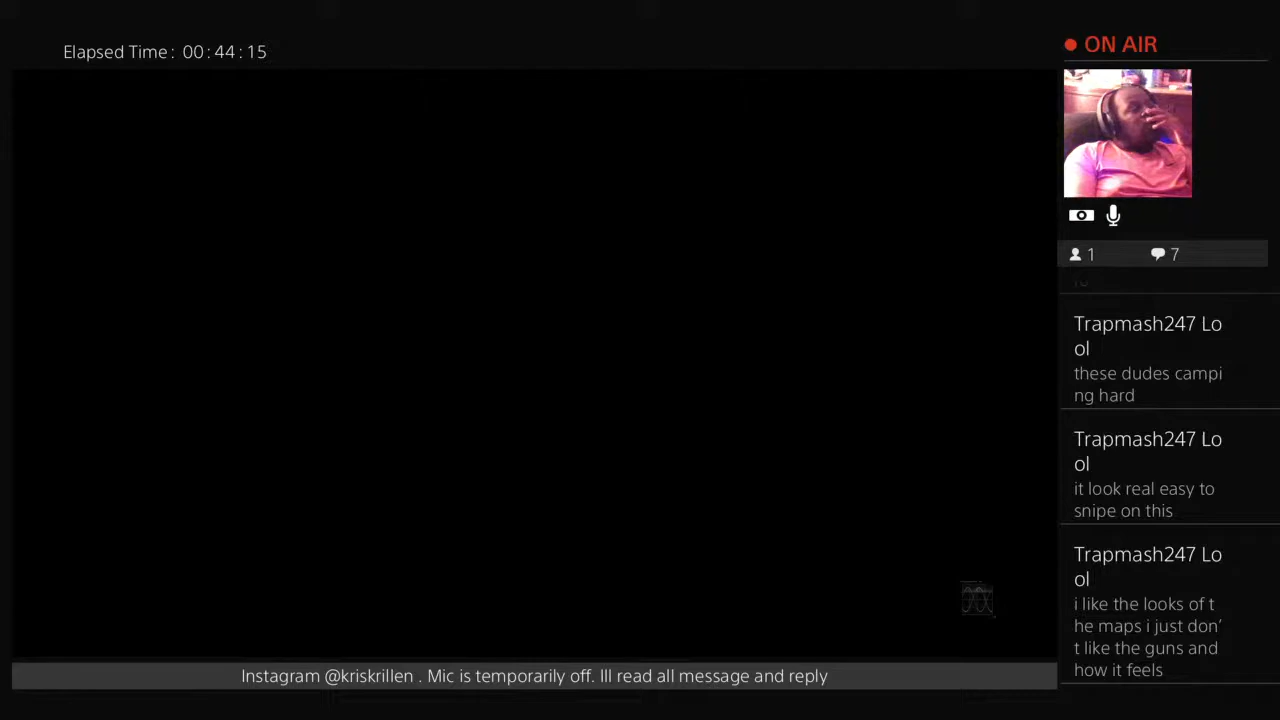 Elapsed Time: 00:44:15
ON AIR
1 7
Trapmash247 Lo
ol
these dudes campi
ng hard
Trapmash247 Lo
ol
it look real easy to
snipe on this
Trapmash247 Lo
ol
i like the looks of t
he maps i just don’
t like the guns and
how it feels
Instagram @kriskrillen . Mic is temporarily off. Ill read all message and reply